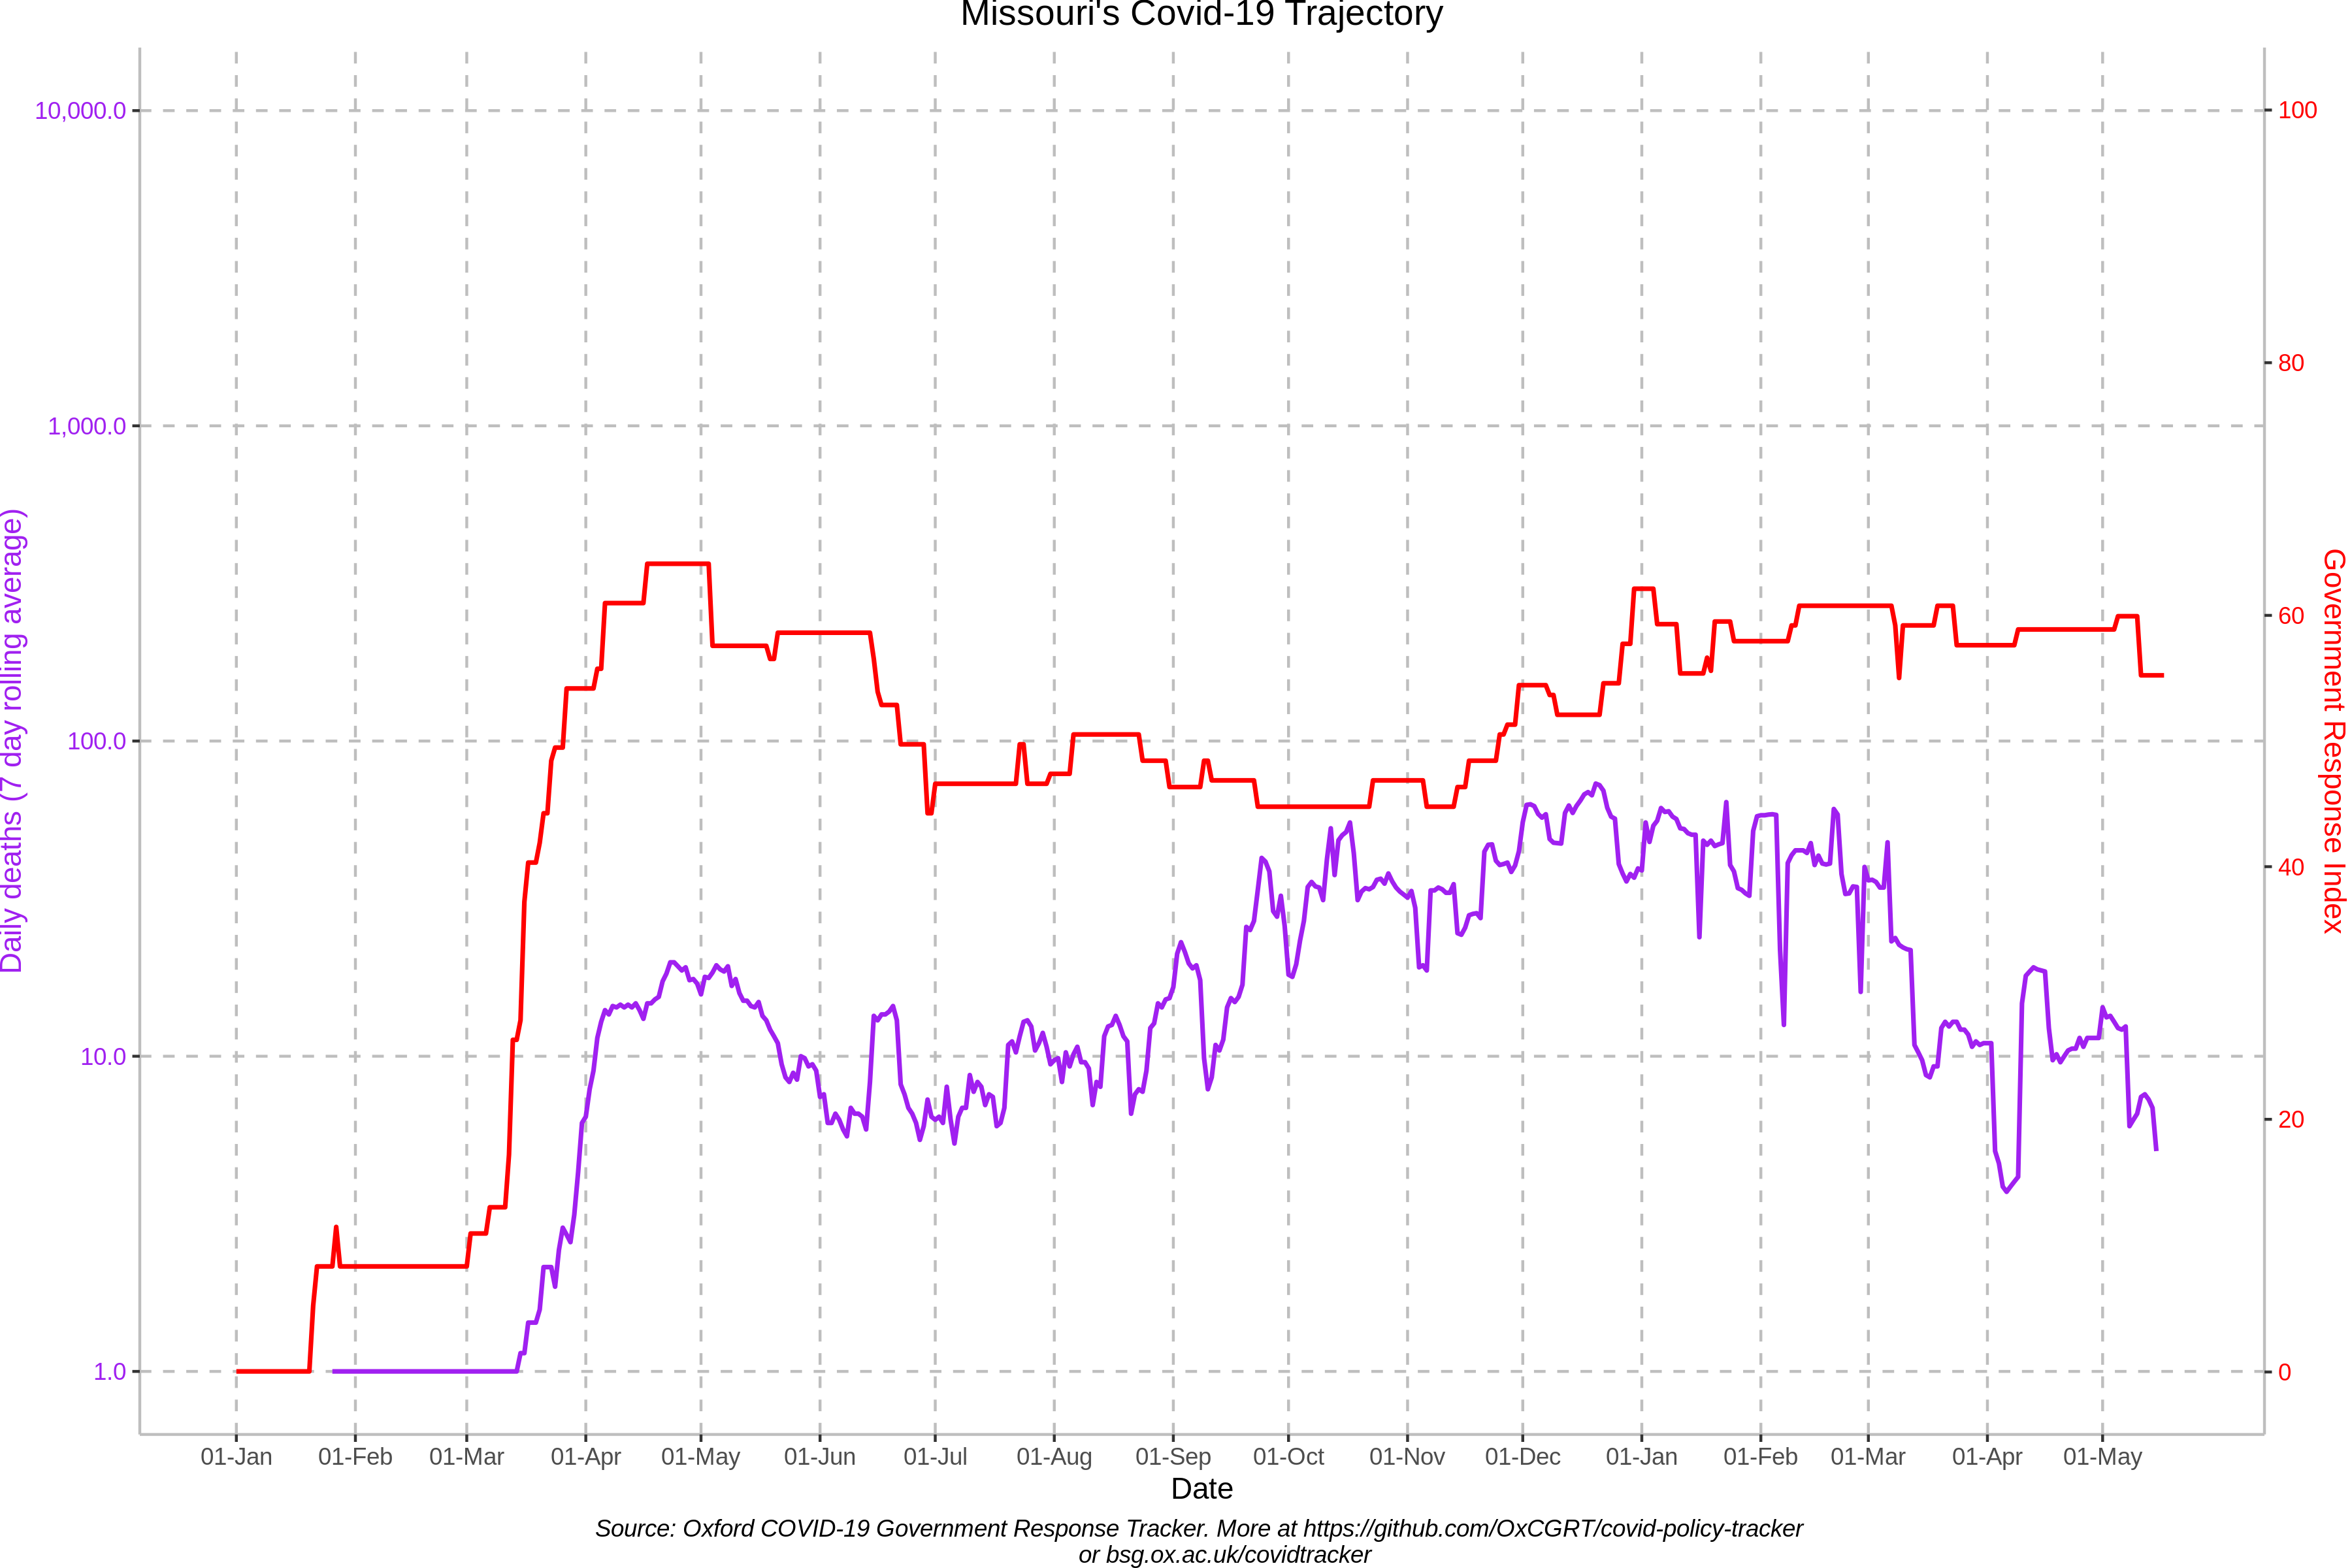 Missouri's Covid-19 Trajectory
10,000.0
1,000.0
100.0
10.0
1.0
Daily deaths (7 day rolling average)
100
80
60
40
20
0
Government Response Index
01-Jan 01-Feb 01-Mar 01-Apr 01-May 01-Jun 01-Jul 01-Aug 01-Sep 01-Oct 01-Nov 01-Dec 01-Jan 01-Feb 01-Mar 01-Apr 01-May
Date
Source: Oxford COVID-19 Government Response Tracker. More at https://github.com/OxCGRT/covid-policy-tracker
or bsg.ox.ac.uk/covidtracker